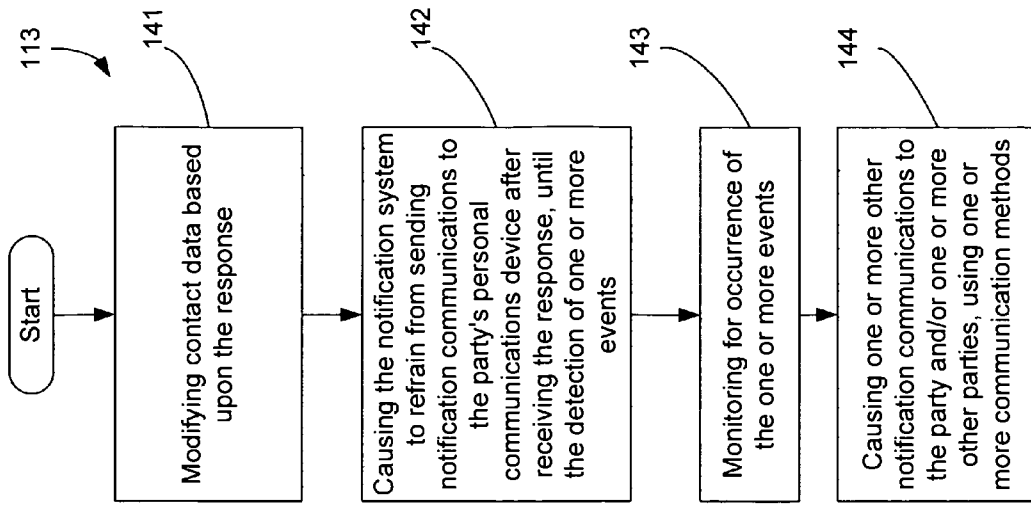 113
Start
141
Modifying contact data based
upon the response
142
Causing the notification system
to refrain from sending
notification communications to
the party's personal
communications device after
receiving the response, until
the detection of one or more
events
143
Monitoring for occurrence of
the one or more events
144
Causing one or more other
notification communications to
the party and/or one or more
other parties, using one or
more communication methods